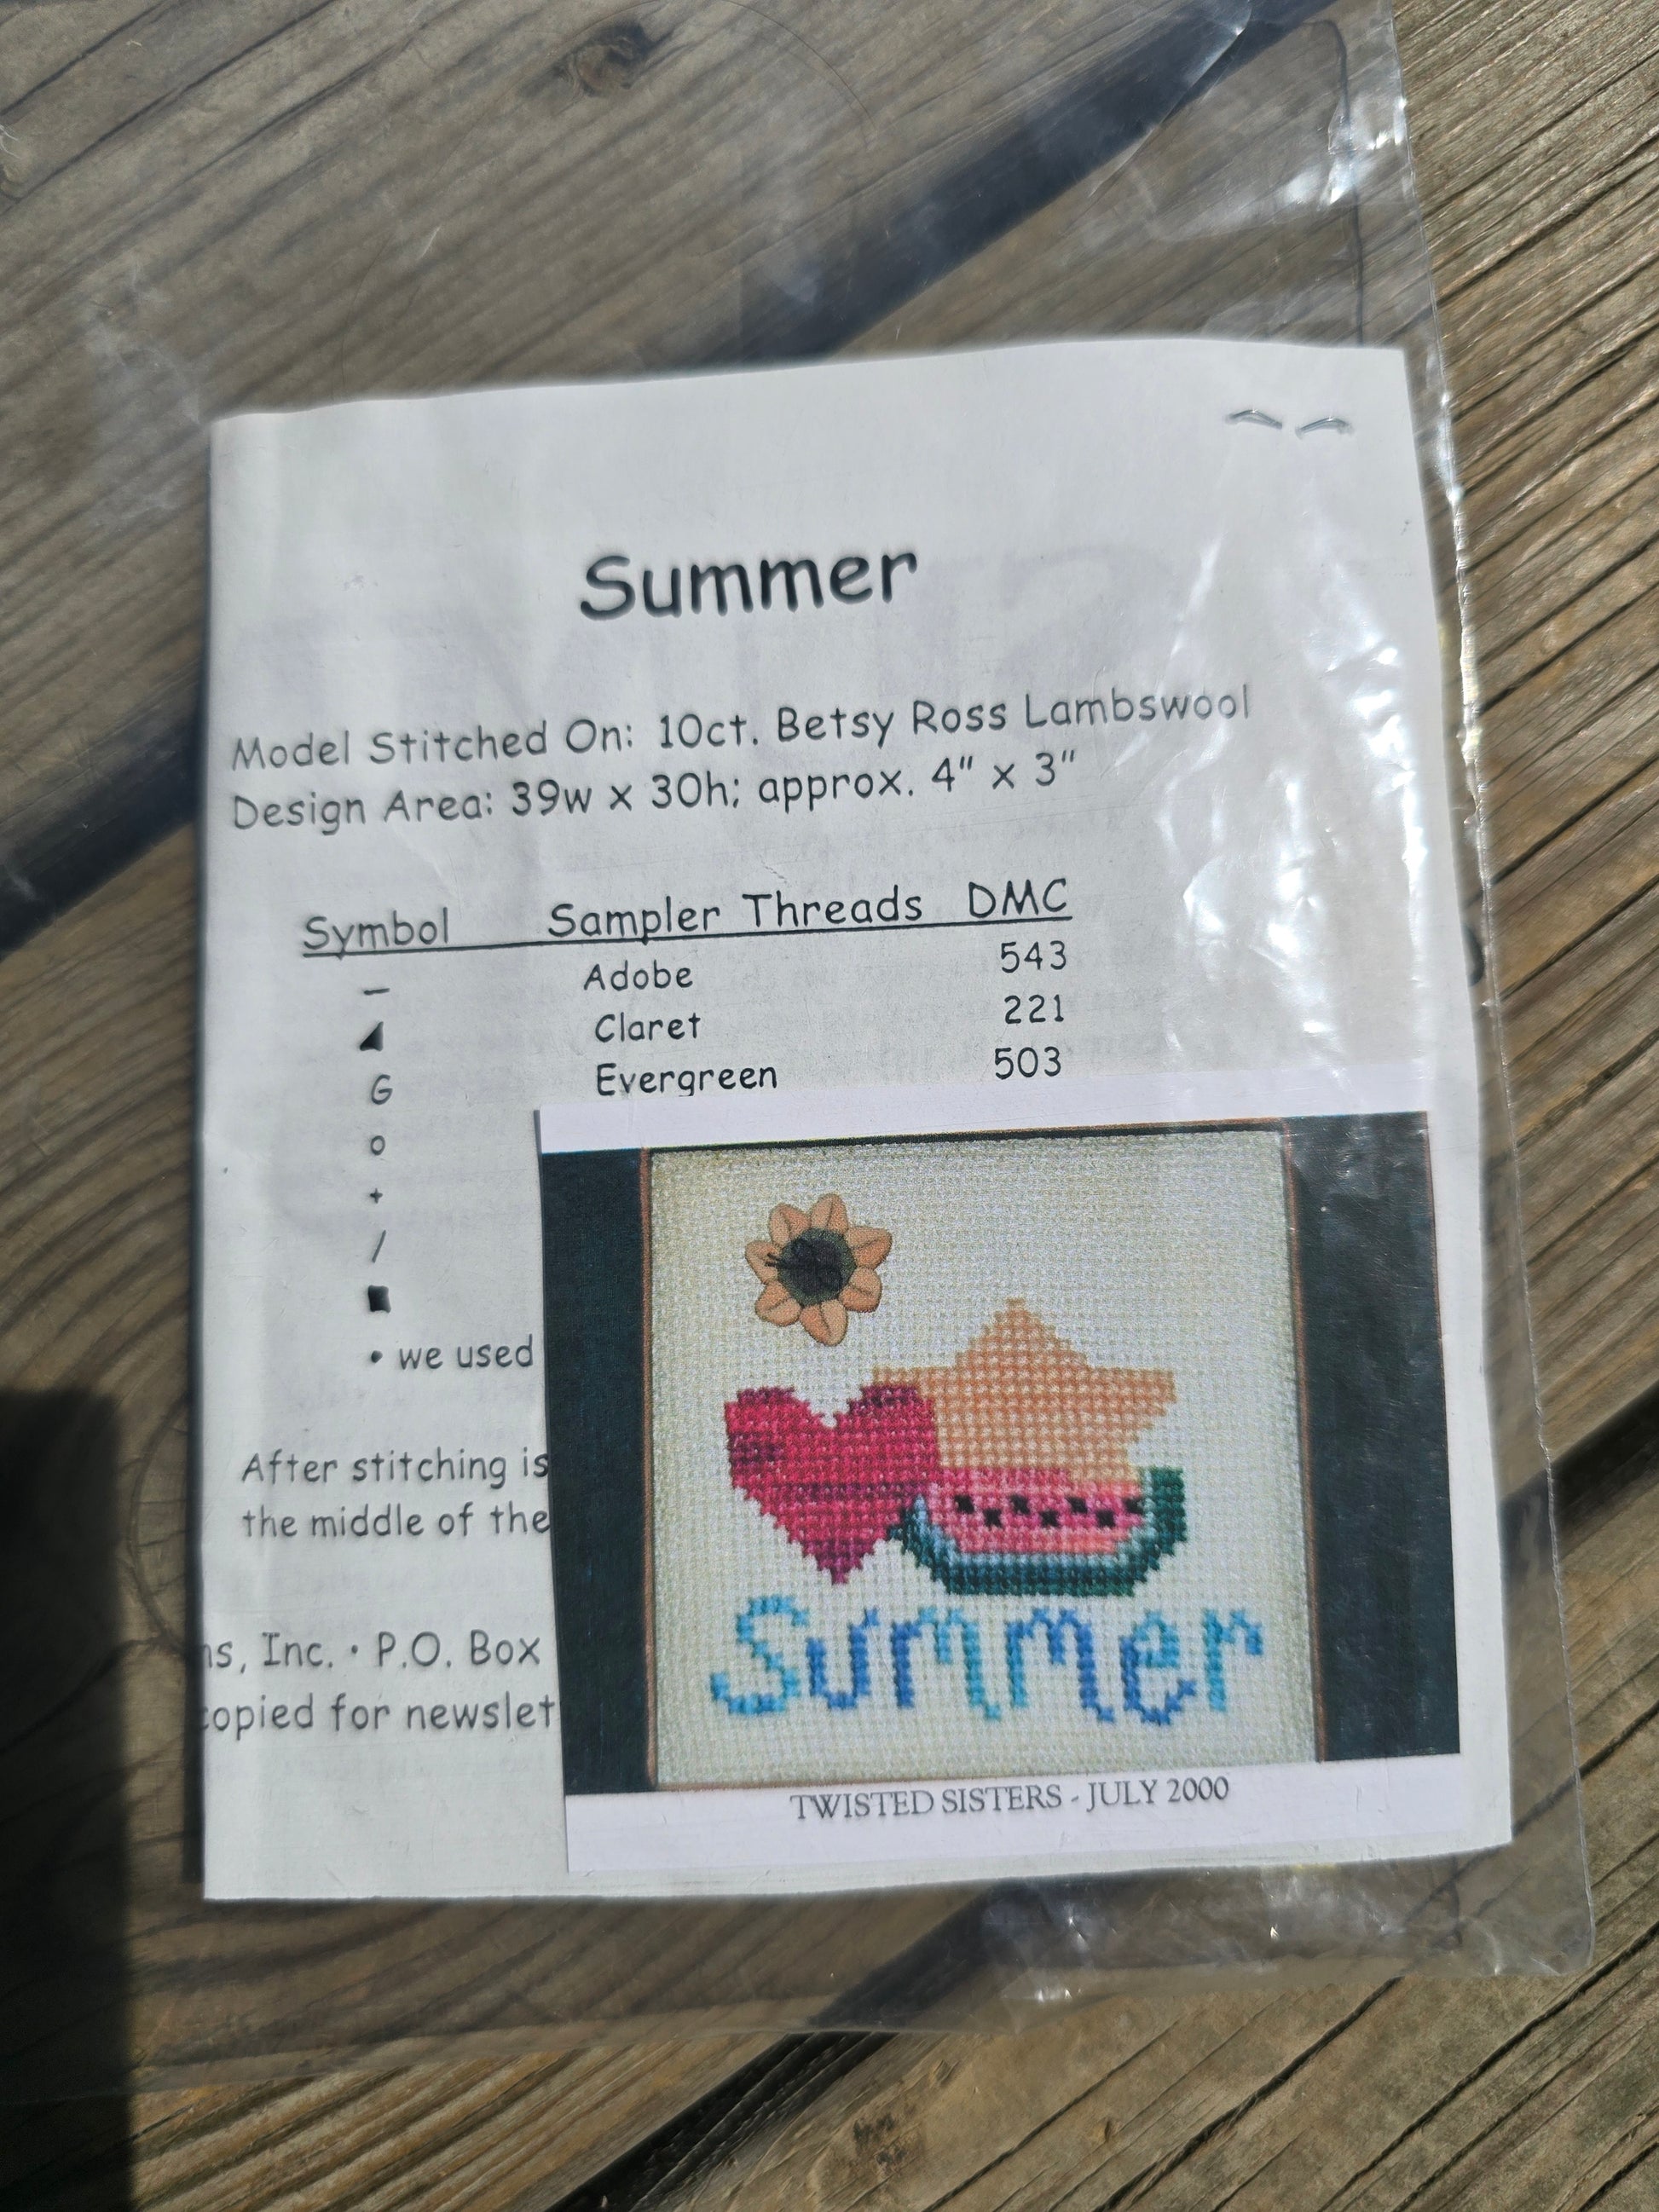 Summer
Model Stitched On: 10ct. Betsy Ross Lambswool
Design Area: 39w x 30h; approx. 4" x 3"
Symbol Sampler Threads DMC
– Adobe 543
◢ Claret 221
G Evergreen 503
o
+
/
■
• we used
After stitching is
the middle of the
ns, Inc. • P.O. Box
copied for newslet
Summer
TWISTED SISTERS - JULY 2000